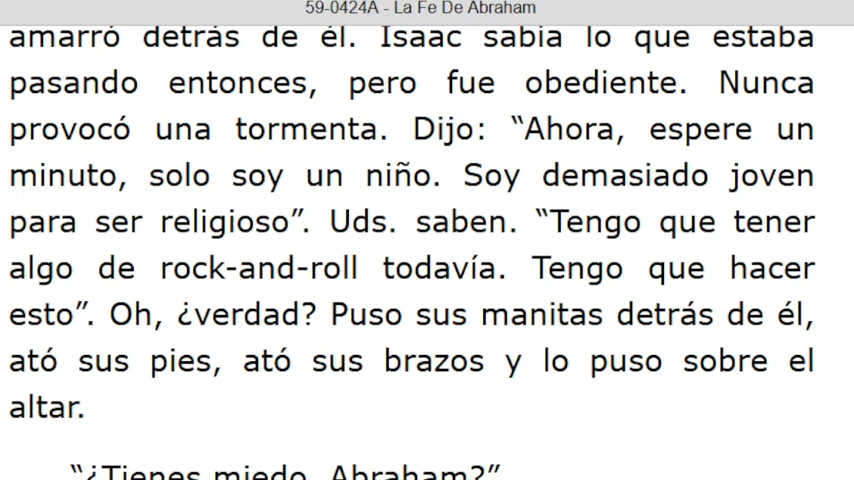 59-0424A - La Fe De Abraham
amarró detrás de él. Isaac sabía lo que estaba
pasando entonces, pero fue obediente. Nunca
provocó una tormenta. Dijo: “Ahora, espere un
minuto, solo soy un niño. Soy demasiado joven
para ser religioso”. Uds. saben. “Tengo que tener
algo de rock-and-roll todavía. Tengo que hacer
esto”. Oh, ¿verdad? Puso sus manitas detrás de él,
ató sus pies, ató sus brazos y lo puso sobre el
altar.
“¿Tienes miedo, Abraham?”